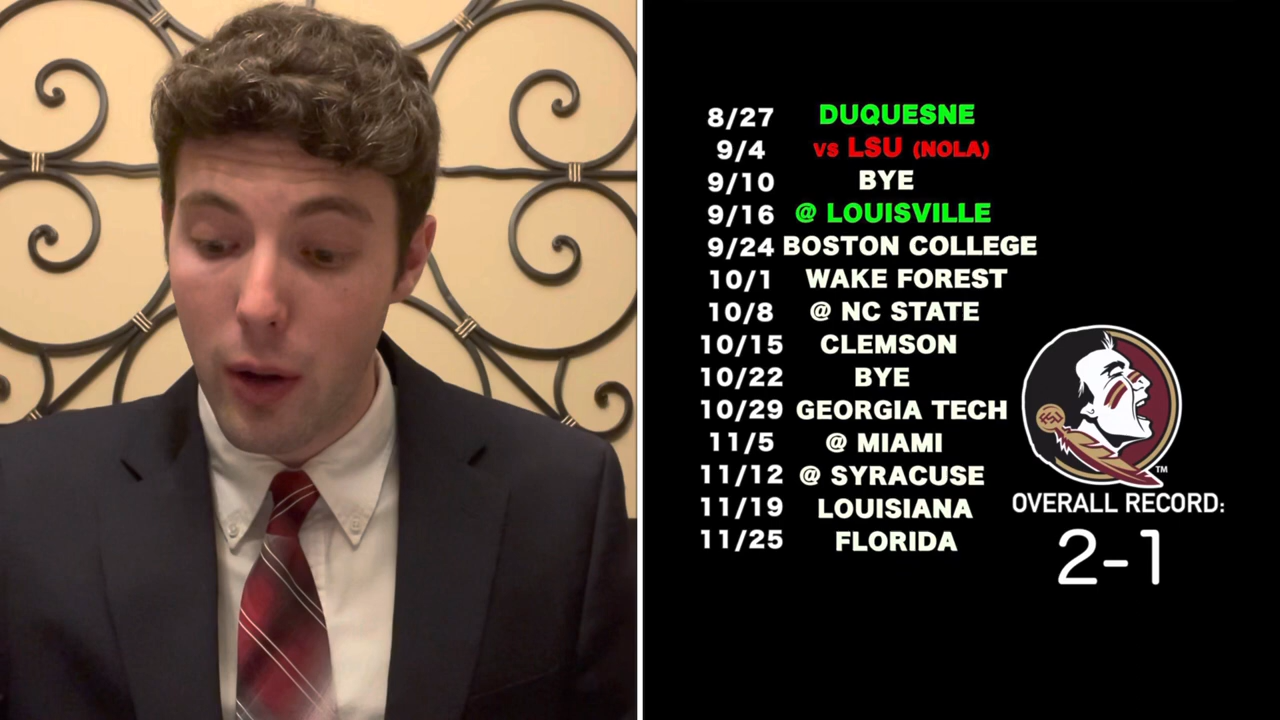 8/27 DUQUESNE
9/4 vs LSU (NOLA)
9/10 BYE
9/16 @ LOUISVILLE
9/24 BOSTON COLLEGE
10/1 WAKE FOREST
10/8 @ NC STATE
10/15 CLEMSON
10/22 BYE
10/29 GEORGIA TECH
11/5 @ MIAMI
11/12 @ SYRACUSE
11/19 LOUISIANA
11/25 FLORIDA
TM
OVERALL RECORD:
2-1